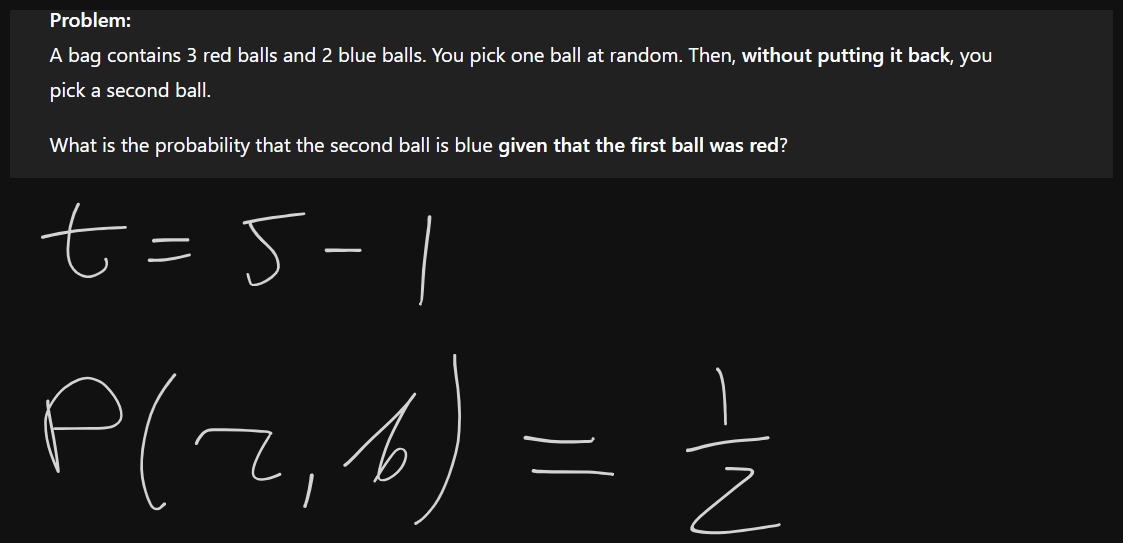 Problem:
A bag contains 3 red balls and 2 blue balls. You pick one ball at random. Then, without putting it back, you
pick a second ball.
What is the probability that the second ball is blue given that the first ball was red?
t = 5 - 1
P(r, b) = 1/2